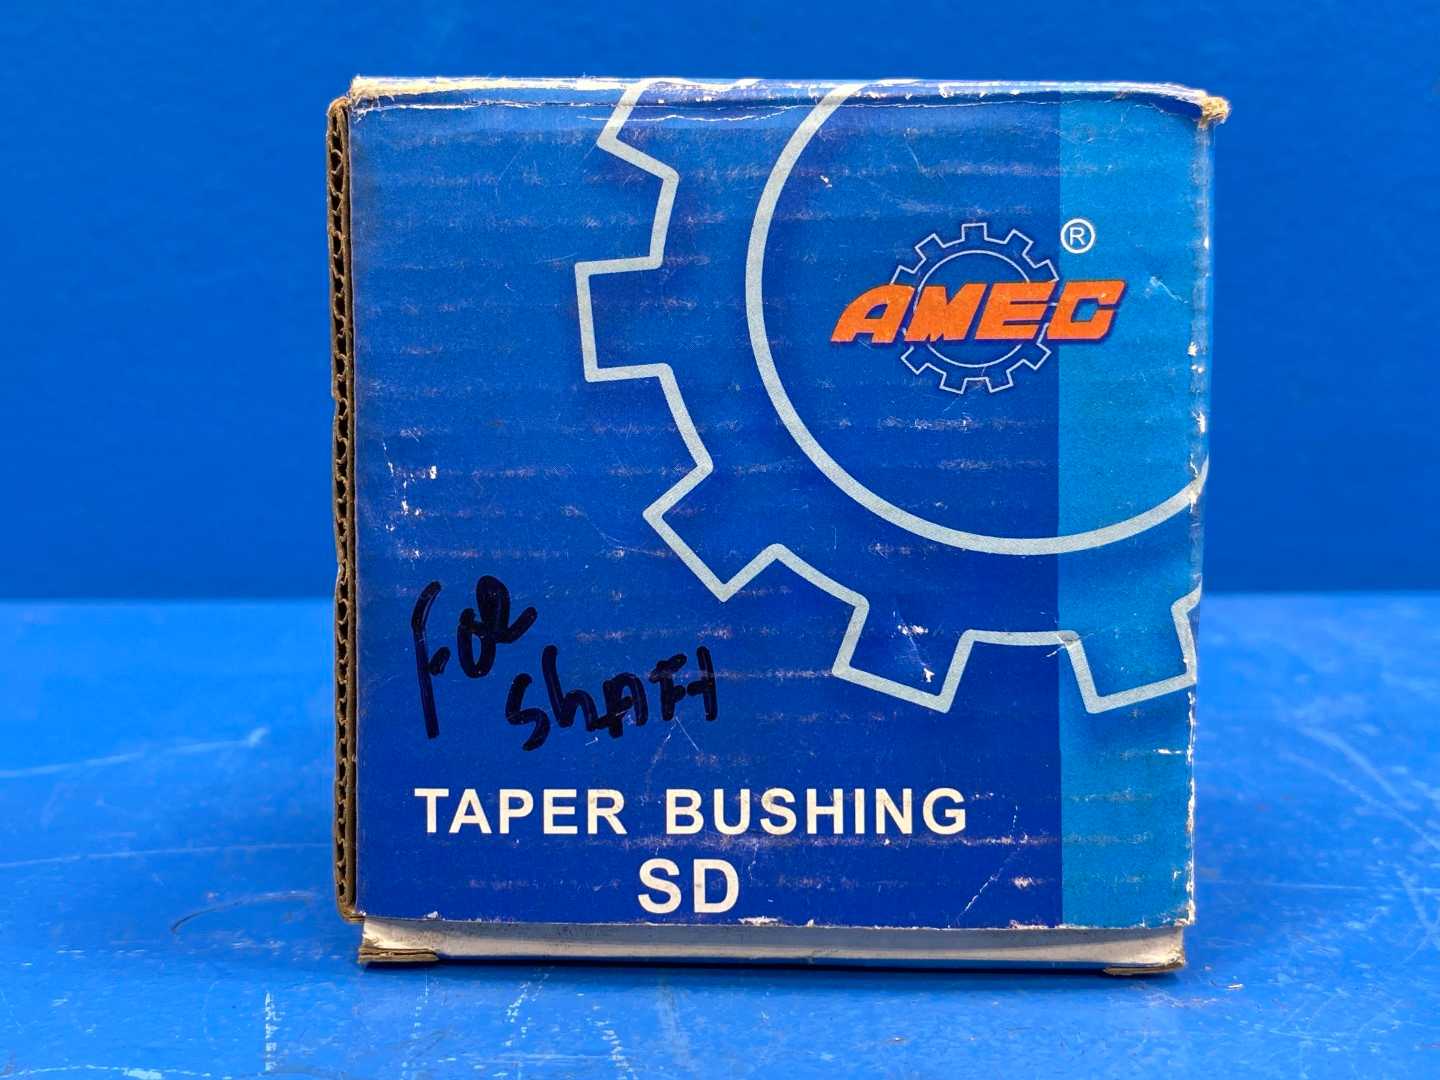 AMEC ®
FOR
ShAFt
TAPER BUSHING
SD